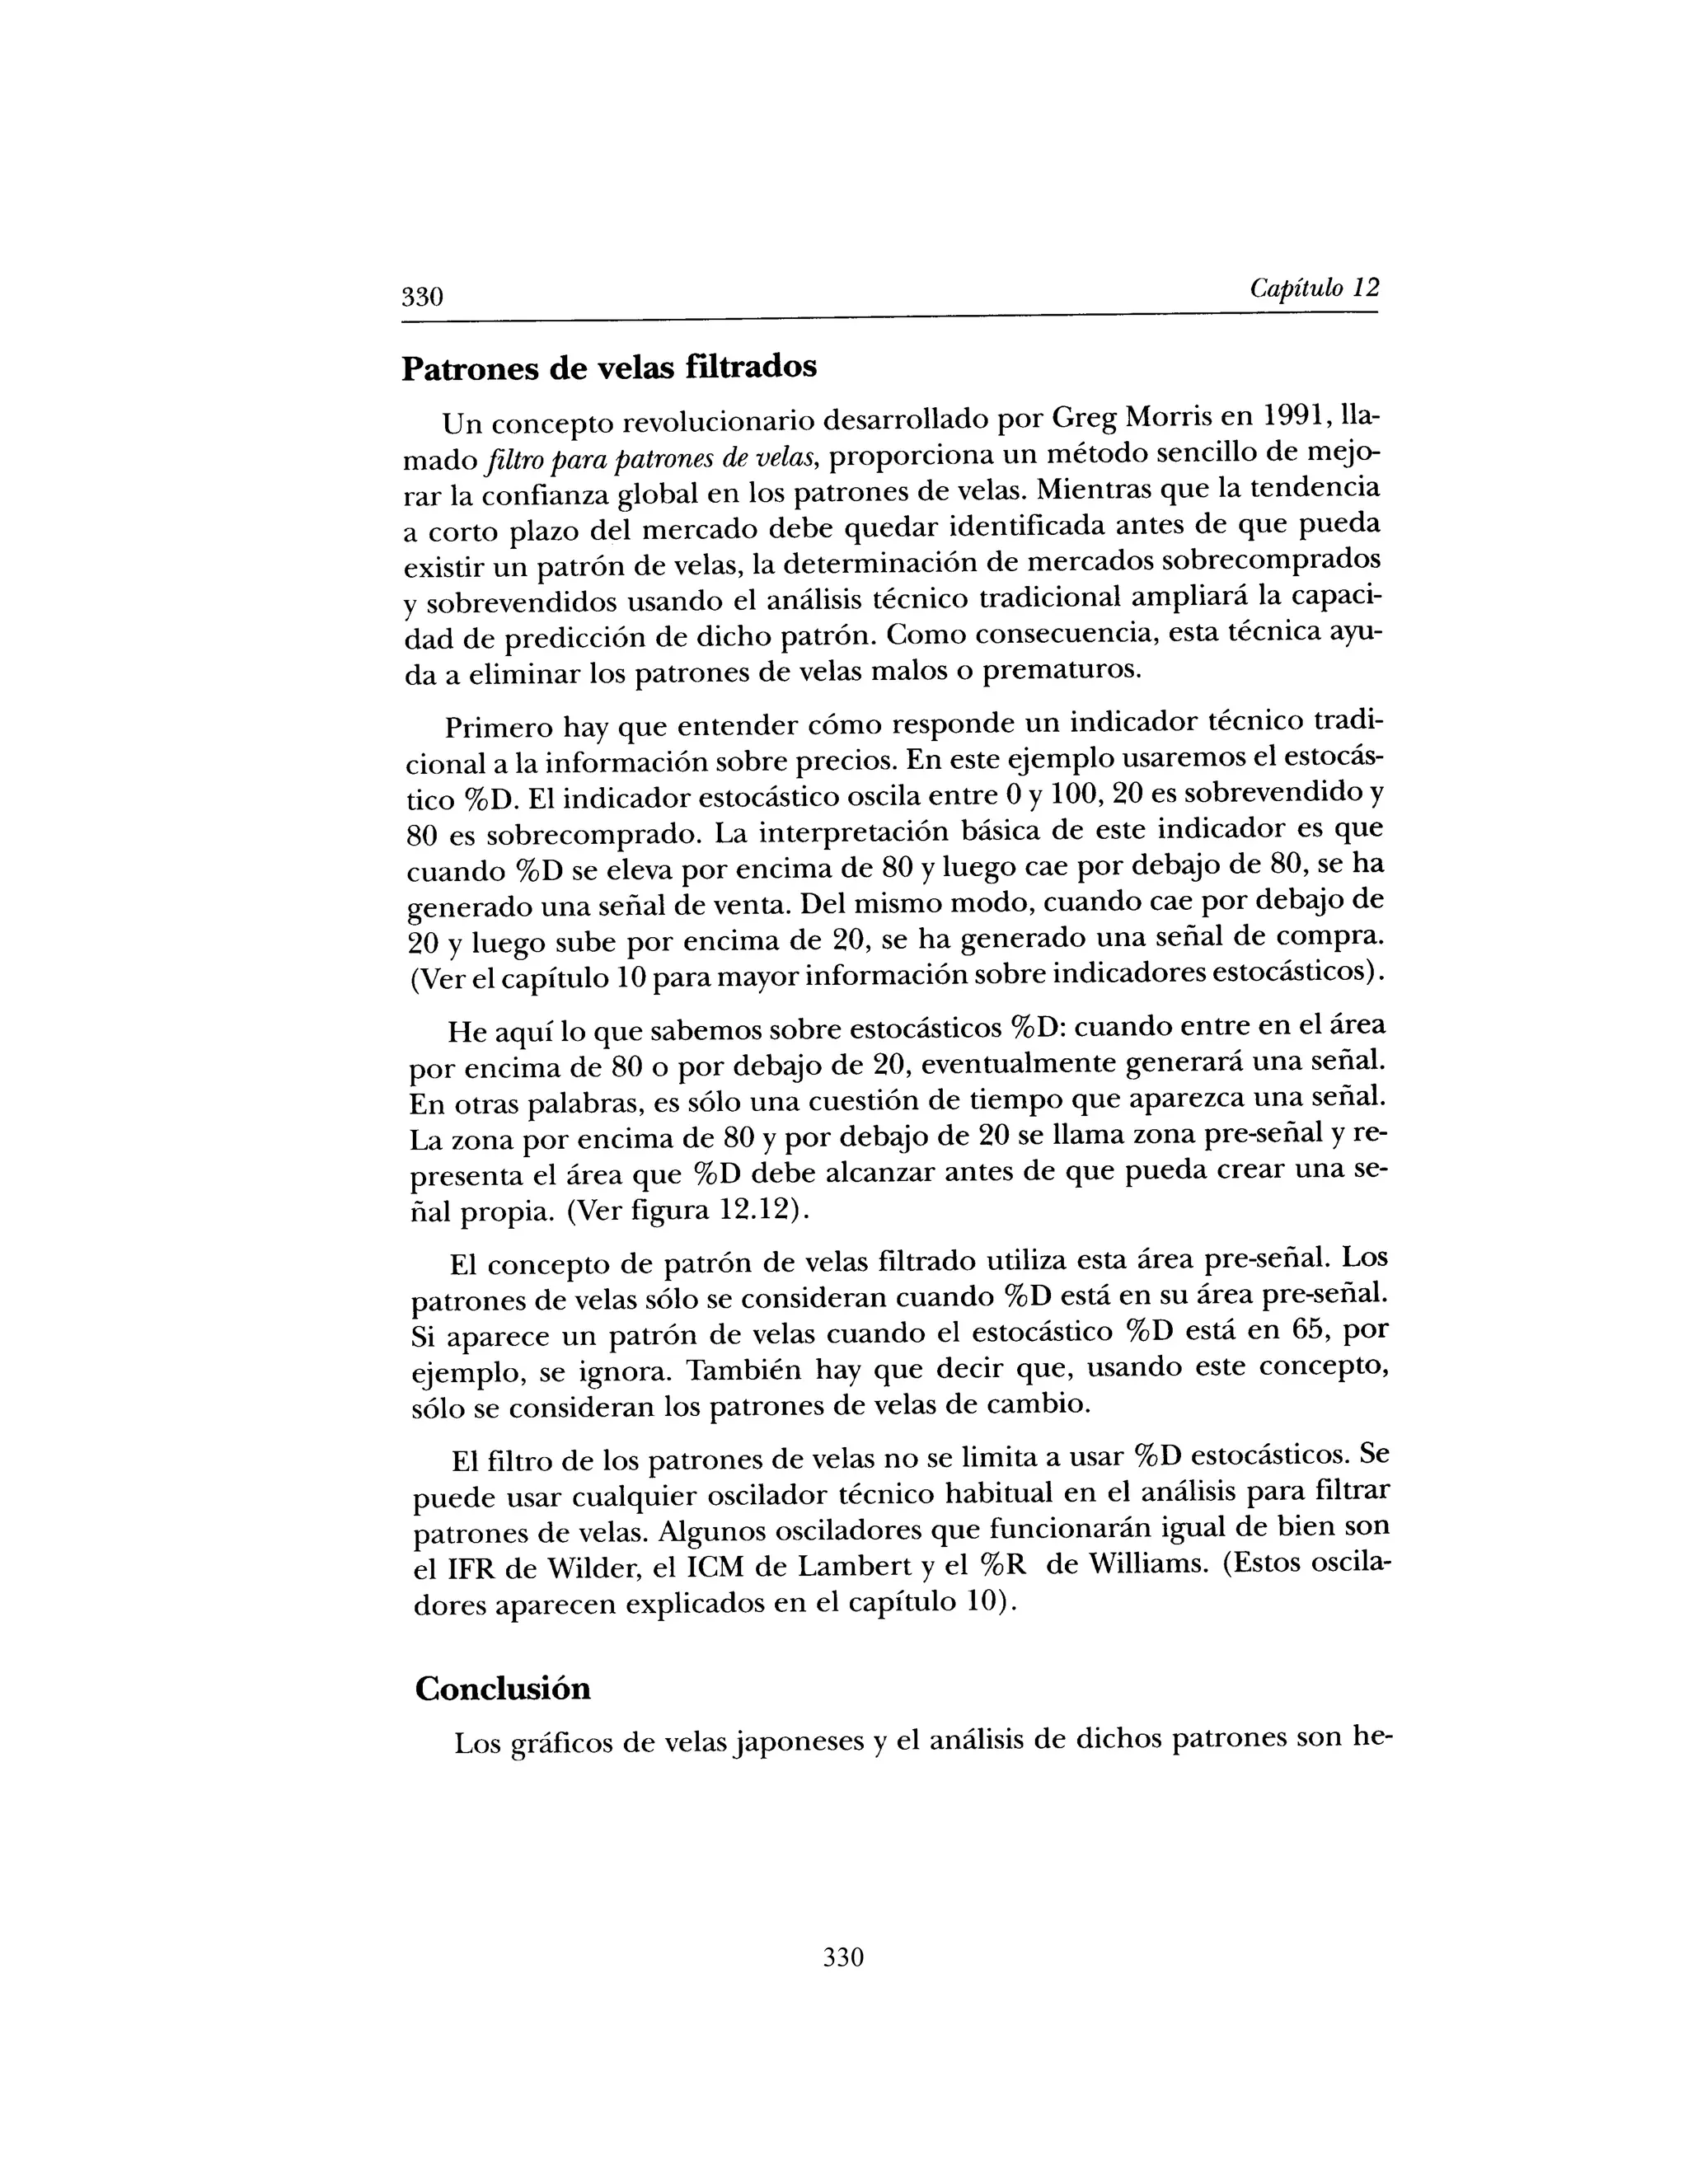 330
Capítulo 12
Patrones de velas filtrados
Un concepto revolucionario desarrollado por Greg Morris en 1991, lla-
mado filtro para patrones de velas, proporciona un método sencillo de mejo-
rar la confianza global en los patrones de velas. Mientras que la tendencia
a corto plazo del mercado debe quedar identificada antes de que pueda
existir un patrón de velas, la determinación de mercados sobrecomprados
y sobrevendidos usando el análisis técnico tradicional ampliará la capaci-
dad de predicción de dicho patrón. Como consecuencia, esta técnica ayu-
da a eliminar los patrones de velas malos o prematuros.
Primero hay que entender cómo responde un indicador técnico tradi-
cional a la información sobre precios. En este ejemplo usaremos el estocás-
tico %D. El indicador estocástico oscila entre 0 y 100, 20 es sobrevendido y
80 es sobrecomprado. La interpretación básica de este indicador es que
cuando %D se eleva por encima de 80 y luego cae por debajo de 80, se ha
generado una señal de venta. Del mismo modo, cuando cae por debajo de
20 y luego sube por encima de 20, se ha generado una señal de compra.
(Ver el capítulo 10 para mayor información sobre indicadores estocásticos).
He aquí lo que sabemos sobre estocásticos %D: cuando entre en el área
por encima de 80 o por debajo de 20, eventualmente generará una señal.
En otras palabras, es sólo una cuestión de tiempo que aparezca una señal.
La zona por encima de 80 y por debajo de 20 se llama zona pre-señal y re-
presenta el área que %D debe alcanzar antes de que pueda crear una se-
ñal propia. (Ver figura 12.12).
El concepto de patrón de velas filtrado utiliza esta área pre-señal. Los
patrones de velas sólo se consideran cuando %D está en su área pre-señal.
Si aparece un patrón de velas cuando el estocástico %D está en 65, por
ejemplo, se ignora. También hay que decir que, usando este concepto,
sólo se consideran los patrones de velas de cambio.
El filtro de los patrones de velas no se limita a usar %D estocásticos. Se
puede usar cualquier oscilador técnico habitual en el análisis para filtrar
patrones de velas. Algunos osciladores que funcionarán igual de bien son
el IFR de Wilder, el ICM de Lambert y el %R de Williams. (Estos oscila-
dores aparecen explicados en el capítulo 10).
Conclusión
Los gráficos de velas japoneses y el análisis de dichos patrones son he-
330